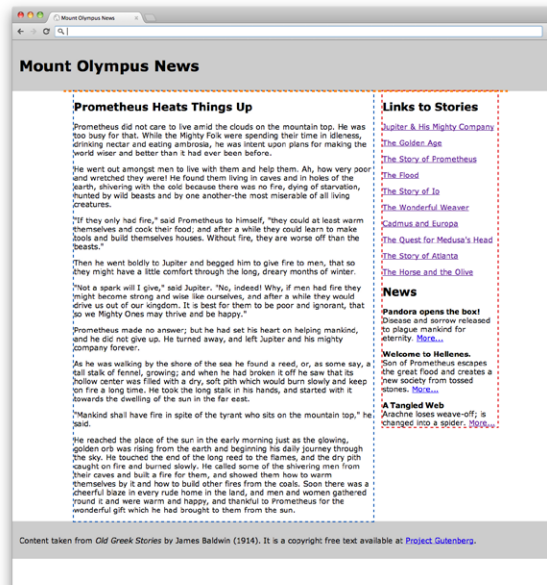 Mount Olympus News
Mount Olympus News
Prometheus Heats Things Up
Prometheus did not care to live amid the clouds on the mountain top. He was
too busy for that. While the Mighty Folk were spending their time in idleness,
drinking nectar and eating ambrosia, he was intent upon plans for making the
world wiser and better than it had ever been before.
He went out amongst men to live with them and help them. Ah, how very poor
and wretched they were! He found them living in caves and in holes of the
earth, shivering with the cold because there was no fire, dying of starvation,
hunted by wild beasts and by one another-the most miserable of all living
creatures.
"If they only had fire," said Prometheus to himself, "they could at least warm
themselves and cook their food; and after a while they could learn to make
tools and build themselves houses. Without fire, they are worse off than the
beasts."
Then he went boldly to Jupiter and begged him to give fire to men, that so
they might have a little comfort through the long, dreary months of winter.
"Not a spark will I give," said Jupiter. "No, indeed! Why, if men had fire they
might become strong and wise like ourselves, and after a while they would
drive us out of our kingdom. It is best for them to be poor and ignorant, that
so we Mighty Ones may thrive and be happy."
Prometheus made no answer; but he had set his heart on helping mankind,
and he did not give up. He turned away, and left Jupiter and his mighty
company forever.
As he was walking by the shore of the sea he found a reed, or, as some say, a
tall stalk of fennel, growing; and when he had broken it off he saw that its
hollow center was filled with a dry, soft pith which would burn slowly and keep
on fire a long time. He took the long stalk in his hands, and started with it
towards the dwelling of the sun in the far east.
"Mankind shall have fire in spite of the tyrant who sits on the mountain top," he
said.
He reached the place of the sun in the early morning just as the glowing,
golden orb was rising from the earth and beginning his daily journey through
the sky. He touched the end of the long reed to the flames, and the dry pith
caught on fire and burned slowly. He called some of the shivering men from
their caves and built a fire for them, and showed them how to warm
themselves by it and how to build other fires from the coals. Soon there was a
cheerful blaze in every rude home in the land, and men and women gathered
round it and were warm and happy, and thankful to Prometheus for the
wonderful gift which he had brought to them from the sun.
Links to Stories
Jupiter & His Mighty Company
The Golden Age
The Story of Prometheus
The Flood
The Story of Io
The Wonderful Weaver
Cadmus and Europa
The Quest for Medusa's Head
The Story of Atlanta
The Horse and the Olive
News
Pandora opens the box!
Disease and sorrow released
to plague mankind for
eternity. More...
Welcome to Hellenes.
Son of Prometheus escapes
the great flood and creates a
new society from tossed
stones. More...
A Tangled Web
Arachne loses weave-off; is
changed into a spider. More...
Content taken from Old Greek Stories by James Baldwin (1914). It is a copyright free text available at Project Gutenberg.